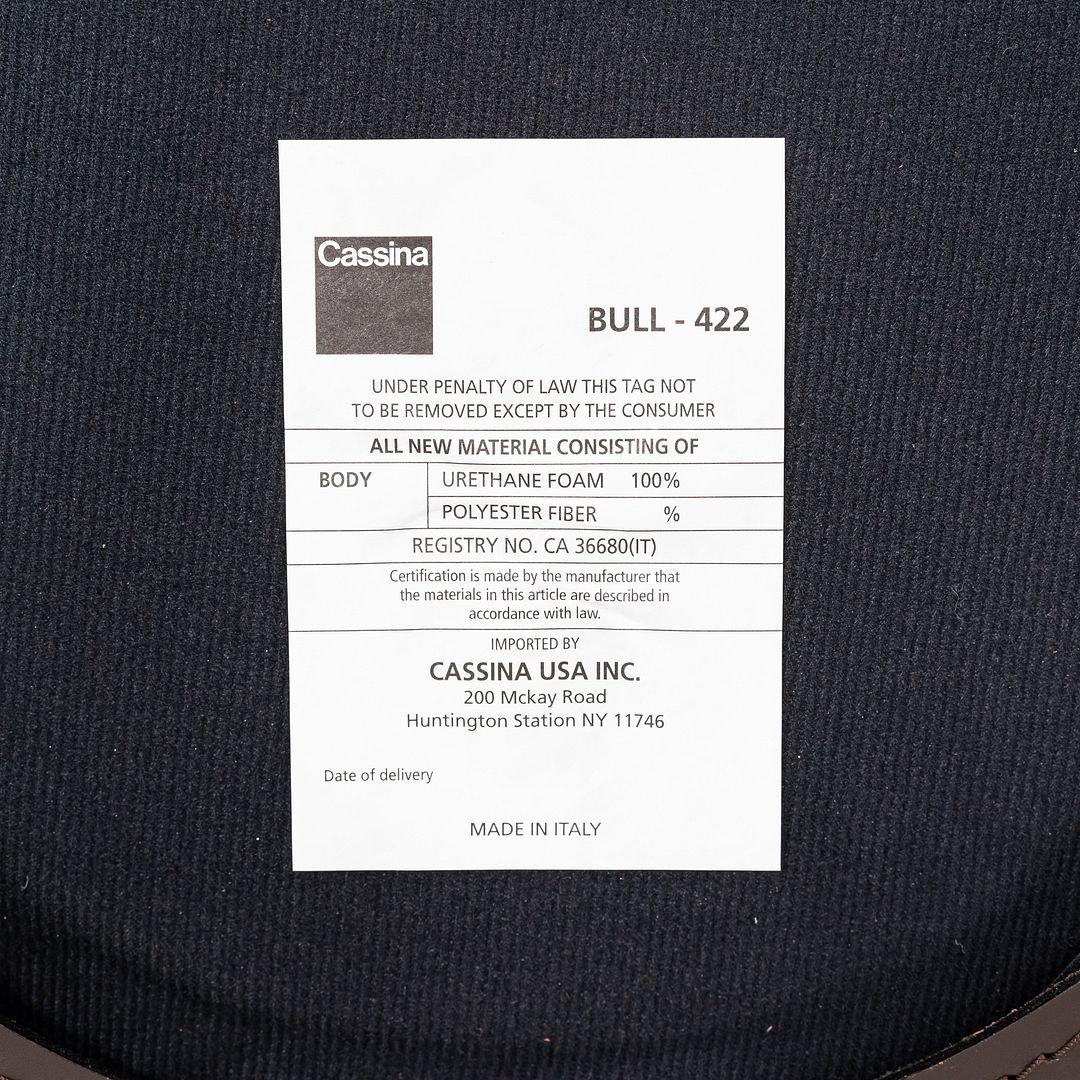 Cassina
BULL - 422
UNDER PENALTY OF LAW THIS TAG NOT
TO BE REMOVED EXCEPT BY THE CONSUMER
ALL NEW MATERIAL CONSISTING OF
BODY URETHANE FOAM 100%
POLYESTER FIBER %
REGISTRY NO. CA 36680(IT)
Certification is made by the manufacturer that
the materials in this article are described in
accordance with law.
IMPORTED BY
CASSINA USA INC.
200 Mckay Road
Huntington Station NY 11746
Date of delivery
MADE IN ITALY